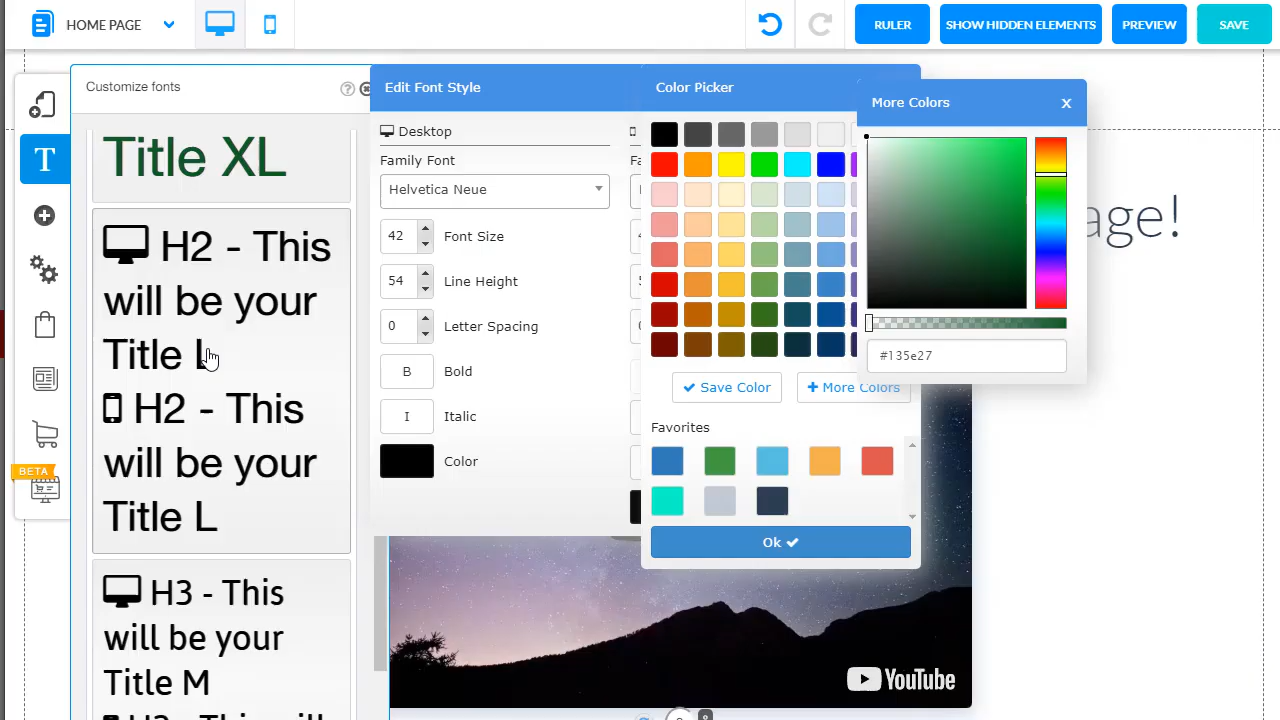 HOME PAGE
RULER
SHOW HIDDEN ELEMENTS
PREVIEW
SAVE
Customize fonts
?
Edit Font Style
Color Picker
More Colors
X
Title XL
Desktop
Family Font
Helvetica Neue
T
42
Font Size
age!
H2 - This
will be your
Title L
54
Line Height
0
Letter Spacing
#135e27
B
Bold
Save Color
More Colors
H2 - This
will be your
Title L
I
Italic
Favorites
Color
BETA
Ok
H3 - This
will be your
Title M
YouTube